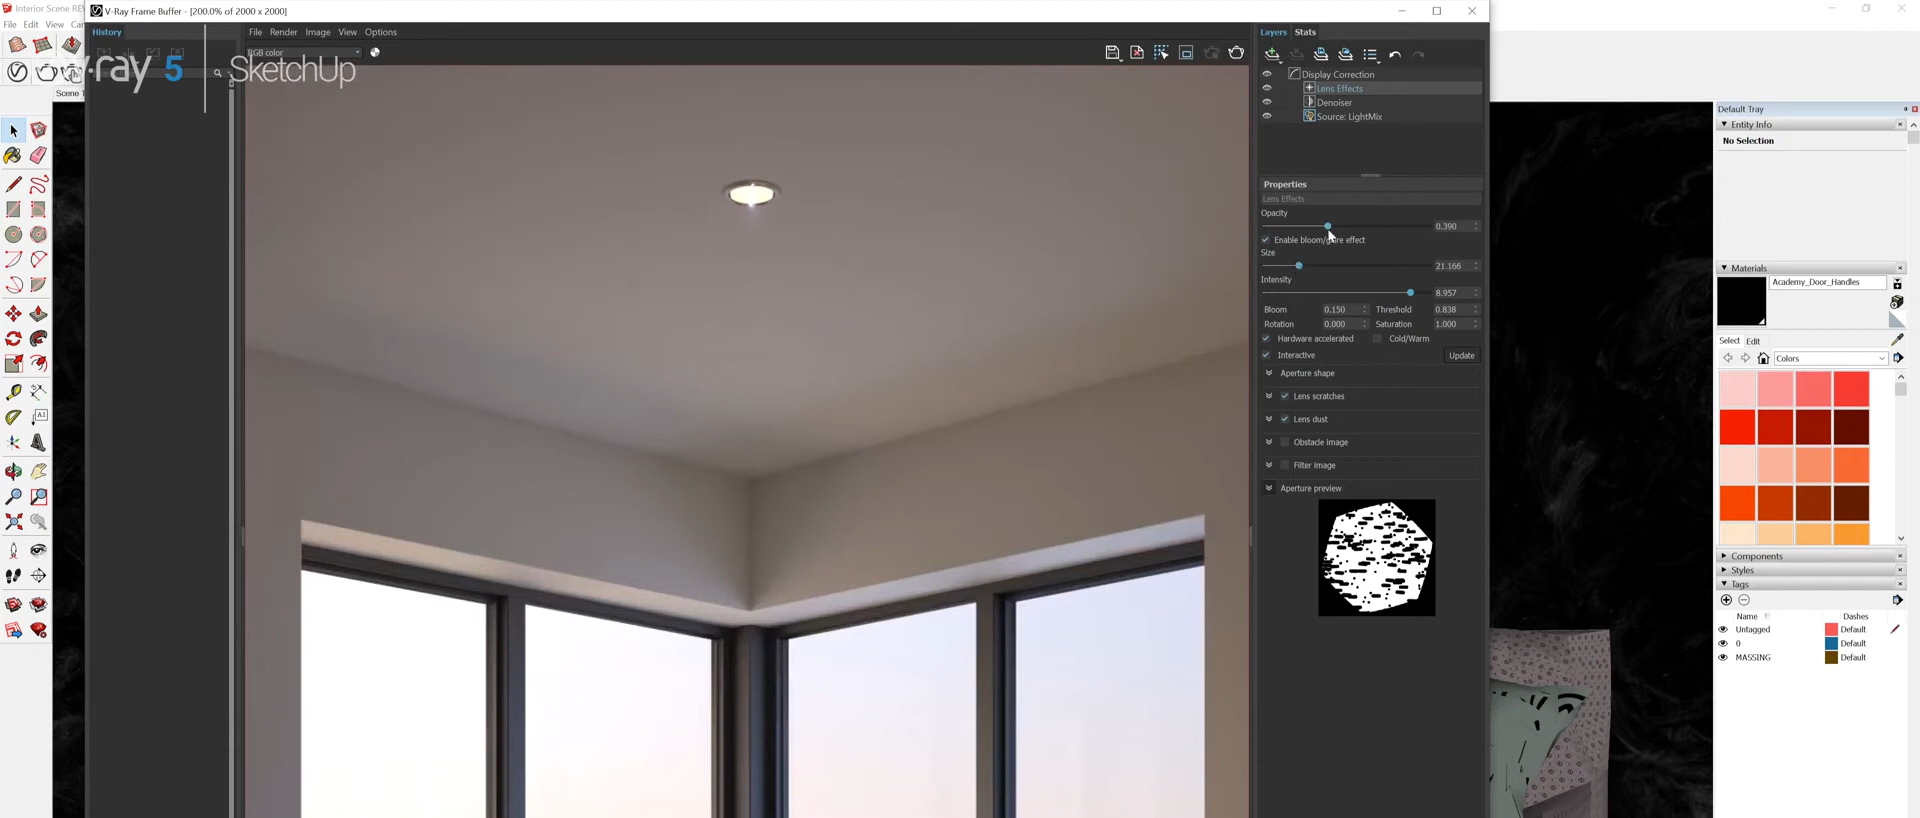 Interior Scene RE
V-Ray Frame Buffer - [200.0% of 2000 x 2000]
File Edit View
History
File Render Image View Options
Layers Stats
RGB color
v·ray 5
SketchUp
Scene 1
Display Correction
Lens Effects
Denoiser
Source: LightMix
Properties
Lens Effects
Opacity
0.390
Enable bloom/glare effect
Size
21.166
Intensity
8.957
Bloom 0.150 Threshold 0.838
Rotation 0.000 Saturation 1.000
Hardware accelerated Cold/Warm
Interactive Update
Aperture shape
Lens scratches
Lens dust
Obstacle image
Filter image
Aperture preview
Default Tray
Entity Info
No Selection
Materials
Academy_Door_Handles
Select Edit
Colors
Components
Styles
Tags
Name Dashes
Untagged Default
0 Default
MASSING Default